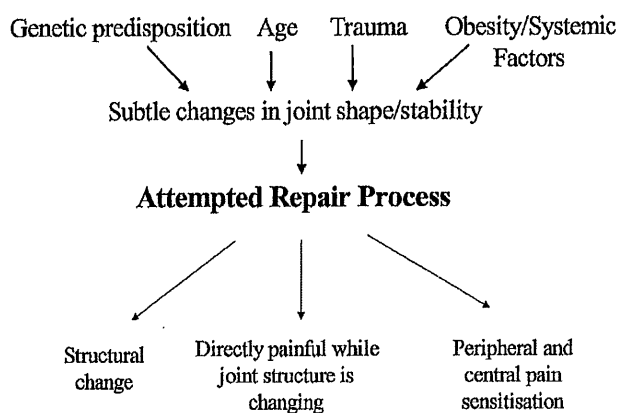 Genetic predisposition Age Trauma Obesity/Systemic
Factors
Subtle changes in joint shape/stability
Attempted Repair Process
Structural
change
Directly painful while
joint structure is
changing
Peripheral and
central pain
sensitisation